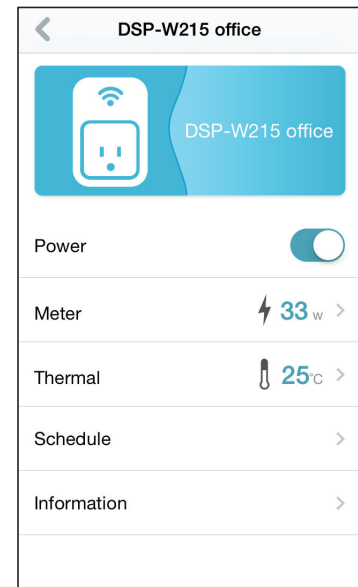 DSP-W215 office
DSP-W215 office
Power
Meter 33 w
Thermal 25°C
Schedule
Information